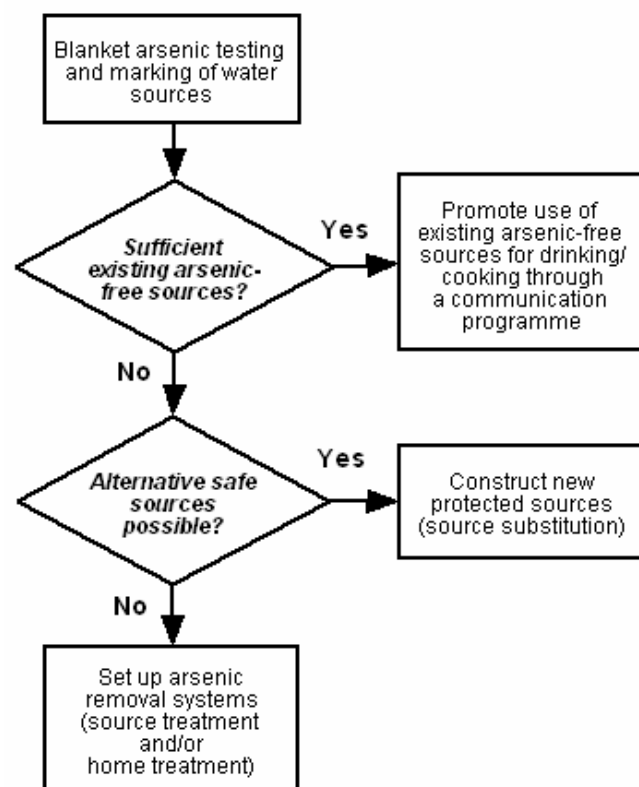 Blanket arsenic testing
and marking of water
sources
Sufficient
existing arsenic-
free sources?
Yes
Promote use of
existing arsenic-free
sources for drinking/
cooking through
a communication
programme
No
Alternative safe
sources
possible?
Yes
Construct new
protected sources
(source substitution)
No
Set up arsenic
removal systems
(source treatment
and/or
home treatment)